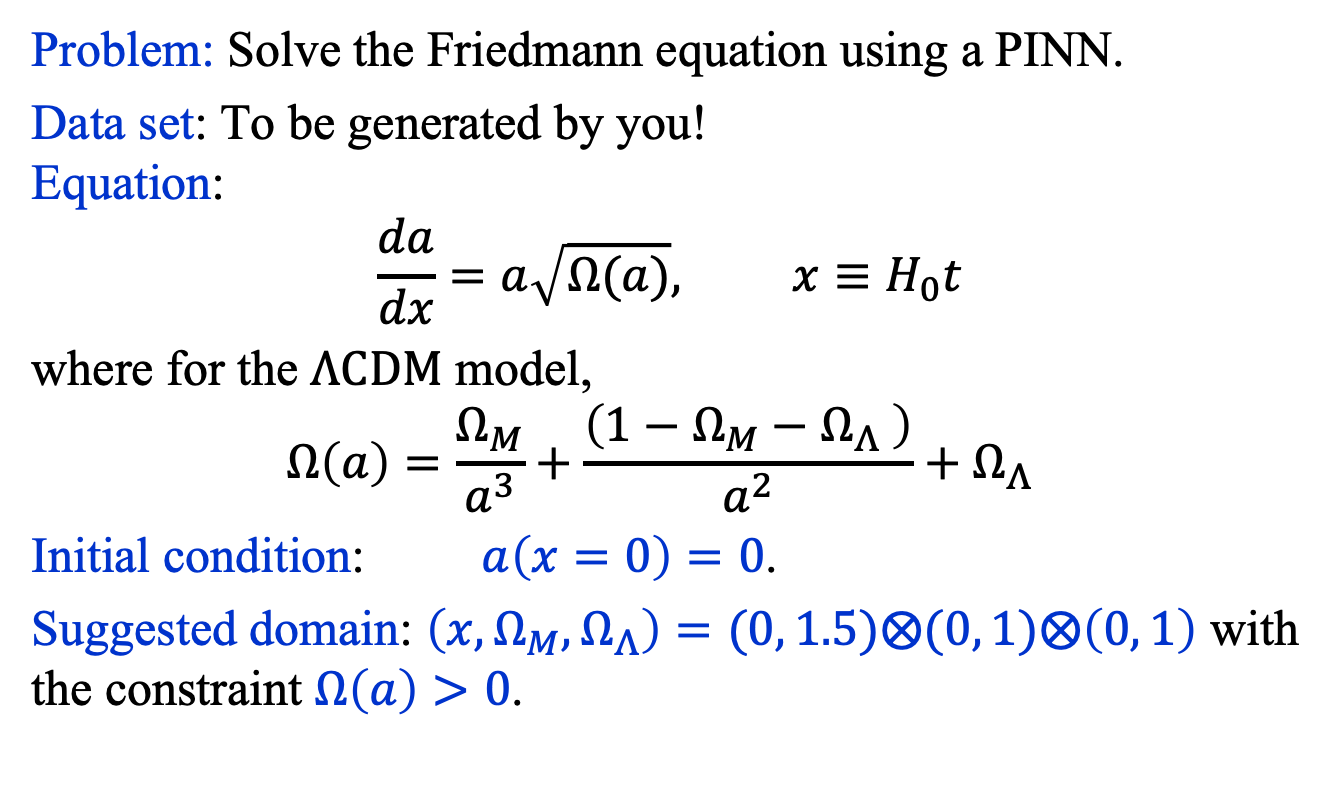 Problem: Solve the Friedmann equation using a PINN.
Data set: To be generated by you!
Equation:
da/dx = a√Ω(a), x ≡ H₀t
where for the ΛCDM model,
Ω(a) = Ω_M/a³ + (1 − Ω_M − Ω_Λ )/a² + Ω_Λ
Initial condition: a(x = 0) = 0.
Suggested domain: (x, Ω_M, Ω_Λ) = (0, 1.5)⊗(0, 1)⊗(0, 1) with
the constraint Ω(a) > 0.